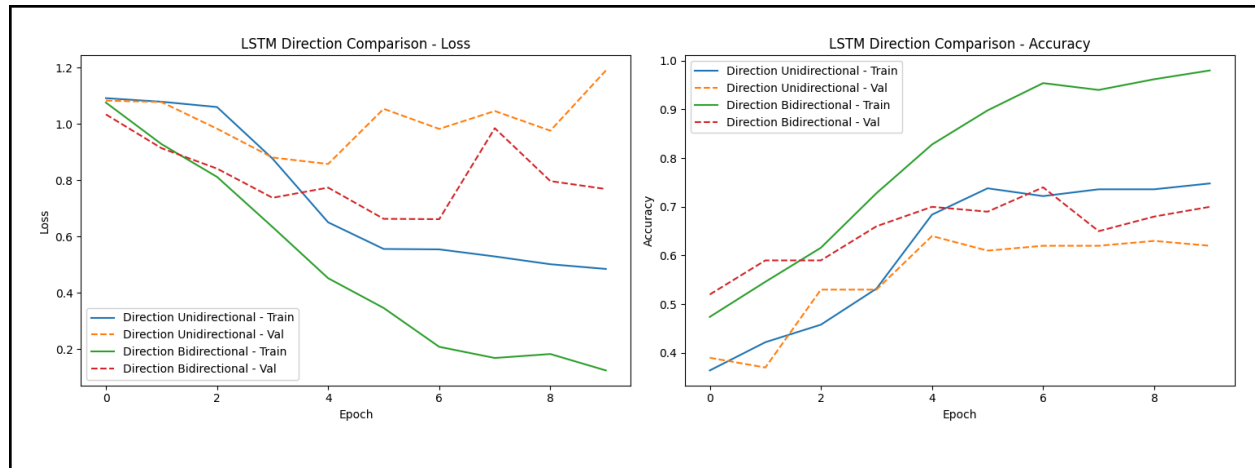 LSTM Direction Comparison - Loss
1.2
1.0
0.8
0.6
0.4
0.2
Loss
Direction Unidirectional - Train
Direction Unidirectional - Val
Direction Bidirectional - Train
Direction Bidirectional - Val
0 2 4 6 8
Epoch
LSTM Direction Comparison - Accuracy
1.0
0.9
0.8
0.7
0.6
0.5
0.4
Accuracy
Direction Unidirectional - Train
Direction Unidirectional - Val
Direction Bidirectional - Train
Direction Bidirectional - Val
0 2 4 6 8
Epoch